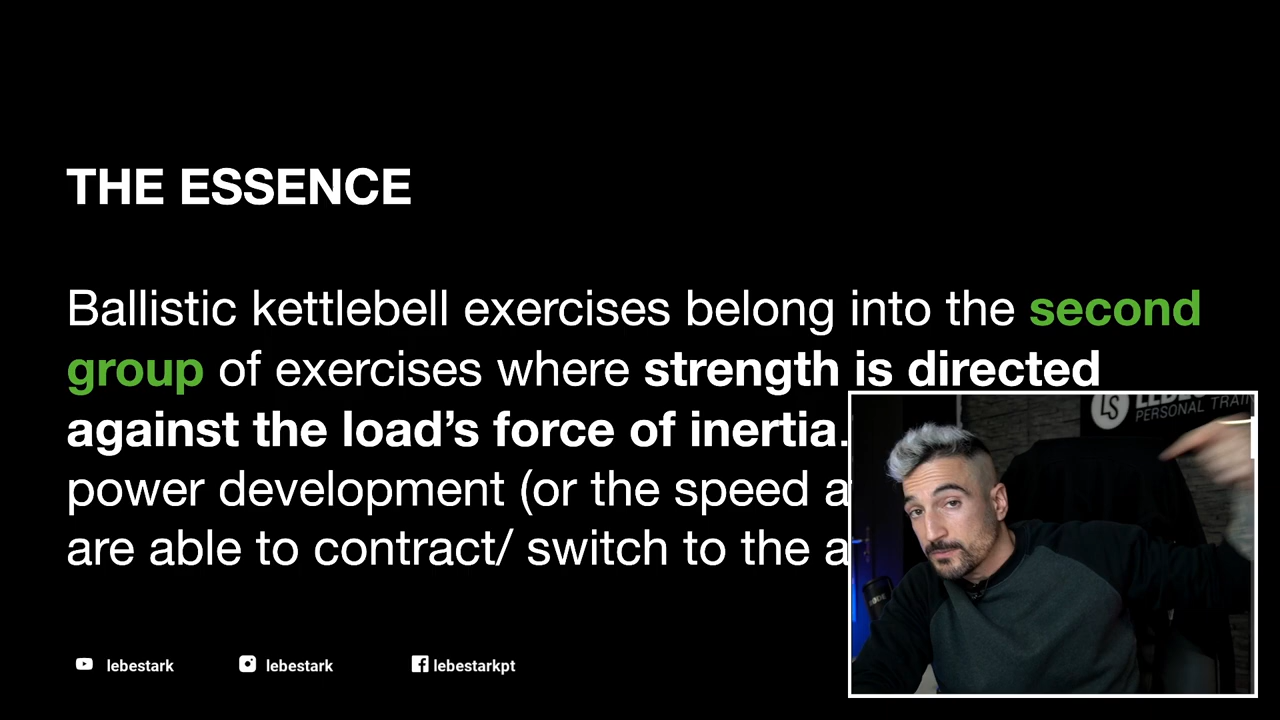 THE ESSENCE
Ballistic kettlebell exercises belong into the second
group of exercises where strength is directed
against the load’s force of inertia.
power development (or the speed
are able to contract/ switch to the
LS
PERSONAL
lebestark
lebestark
lebestarkpt